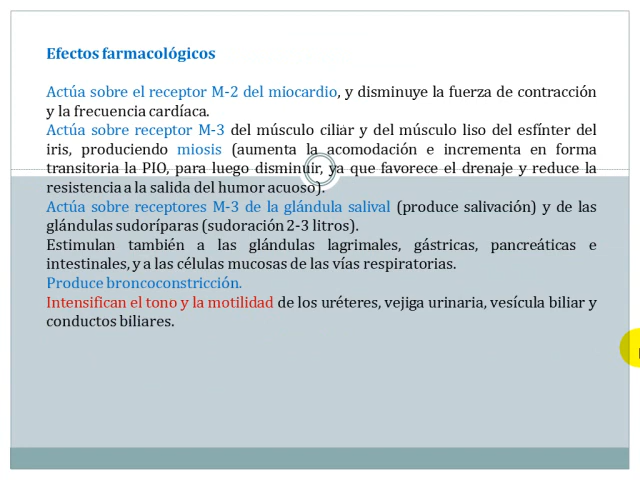 Efectos farmacológicos
Actúa sobre el receptor M-2 del miocardio, y disminuye la fuerza de contracción
y la frecuencia cardíaca.
Actúa sobre receptor M-3 del músculo ciliar y del músculo liso del esfínter del
iris, produciendo miosis (aumenta la acomodación e incrementa en forma
transitoria la PIO, para luego disminuir, ya que favorece el drenaje y reduce la
resistencia a la salida del humor acuoso).
Actúa sobre receptores M-3 de la glándula salival (produce salivación) y de las
glándulas sudoríparas (sudoración 2-3 litros).
Estimulan también a las glándulas lagrimales, gástricas, pancreáticas e
intestinales, y a las células mucosas de las vías respiratorias.
Produce broncoconstricción.
Intensifican el tono y la motilidad de los uréteres, vejiga urinaria, vesícula biliar y
conductos biliares.